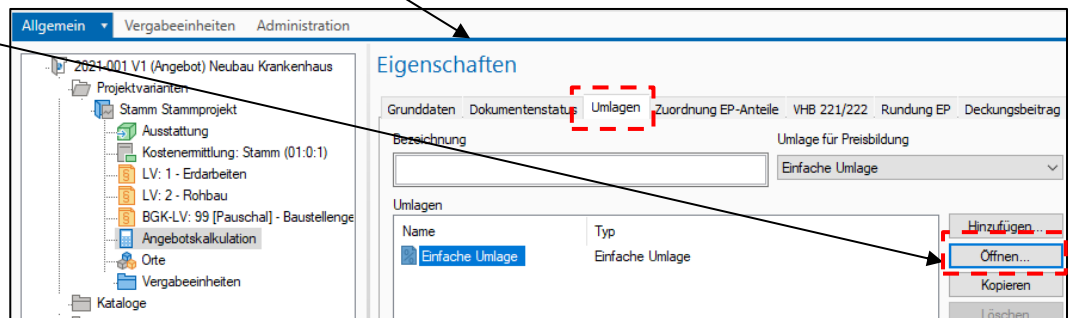 Allgemein Vergabeeinheiten Administration
2021-001 V1 (Angebot) Neubau Krankenhaus
Projektvarianten
Stamm Stammprojekt
Ausstattung
Kostenermittlung: Stamm (01:0:1)
LV: 1 - Erdarbeiten
LV: 2 - Rohbau
BGK-LV: 99 [Pauschal] - Baustellenge
Angebotskalkulation
Orte
Vergabeeinheiten
Kataloge
Eigenschaften
Grunddaten Dokumentenstatus Umlagen Zuordnung EP-Anteile VHB 221/222 Rundung EP Deckungsbeitrag
Bezeichnung Umlage für Preisbildung
Einfache Umlage
Umlagen
Name Typ
Einfache Umlage Einfache Umlage
Hinzufügen...
Öffnen...
Kopieren
Löschen